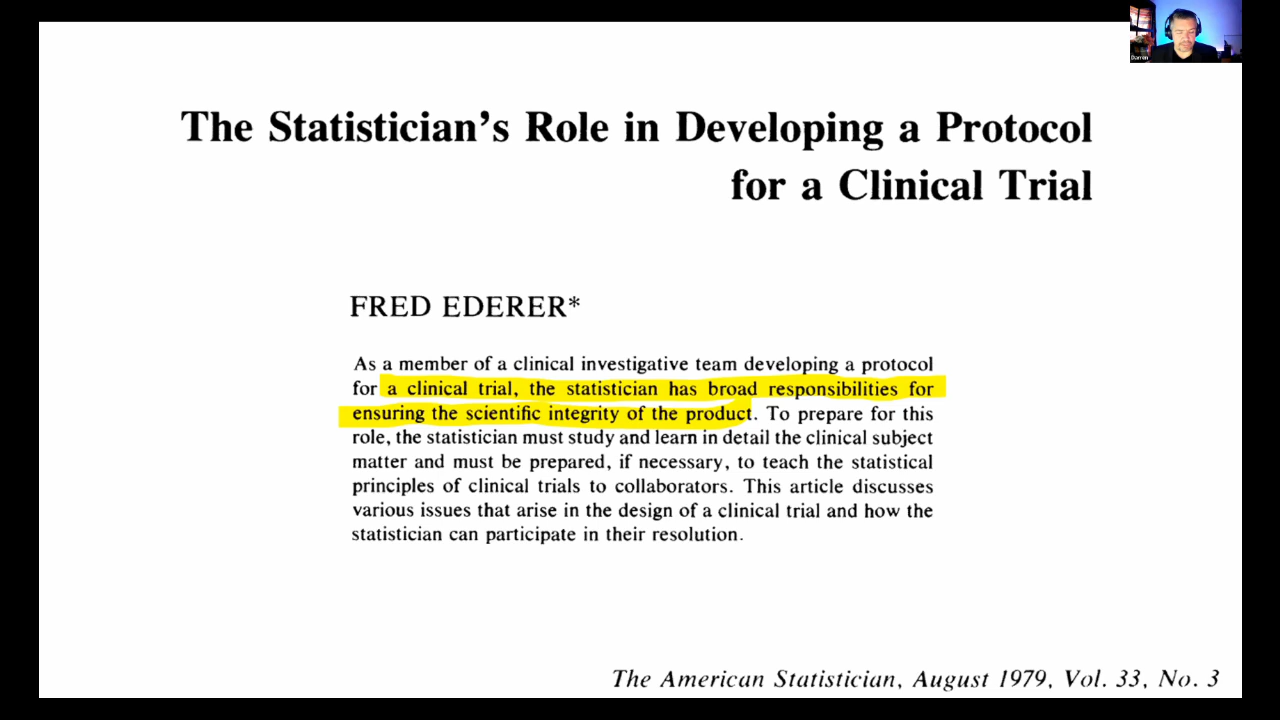 Darren
The Statistician's Role in Developing a Protocol
for a Clinical Trial
FRED EDERER*
As a member of a clinical investigative team developing a protocol
for a clinical trial, the statistician has broad responsibilities for
ensuring the scientific integrity of the product. To prepare for this
role, the statistician must study and learn in detail the clinical subject
matter and must be prepared, if necessary, to teach the statistical
principles of clinical trials to collaborators. This article discusses
various issues that arise in the design of a clinical trial and how the
statistician can participate in their resolution.
The American Statistician, August 1979, Vol. 33, No. 3